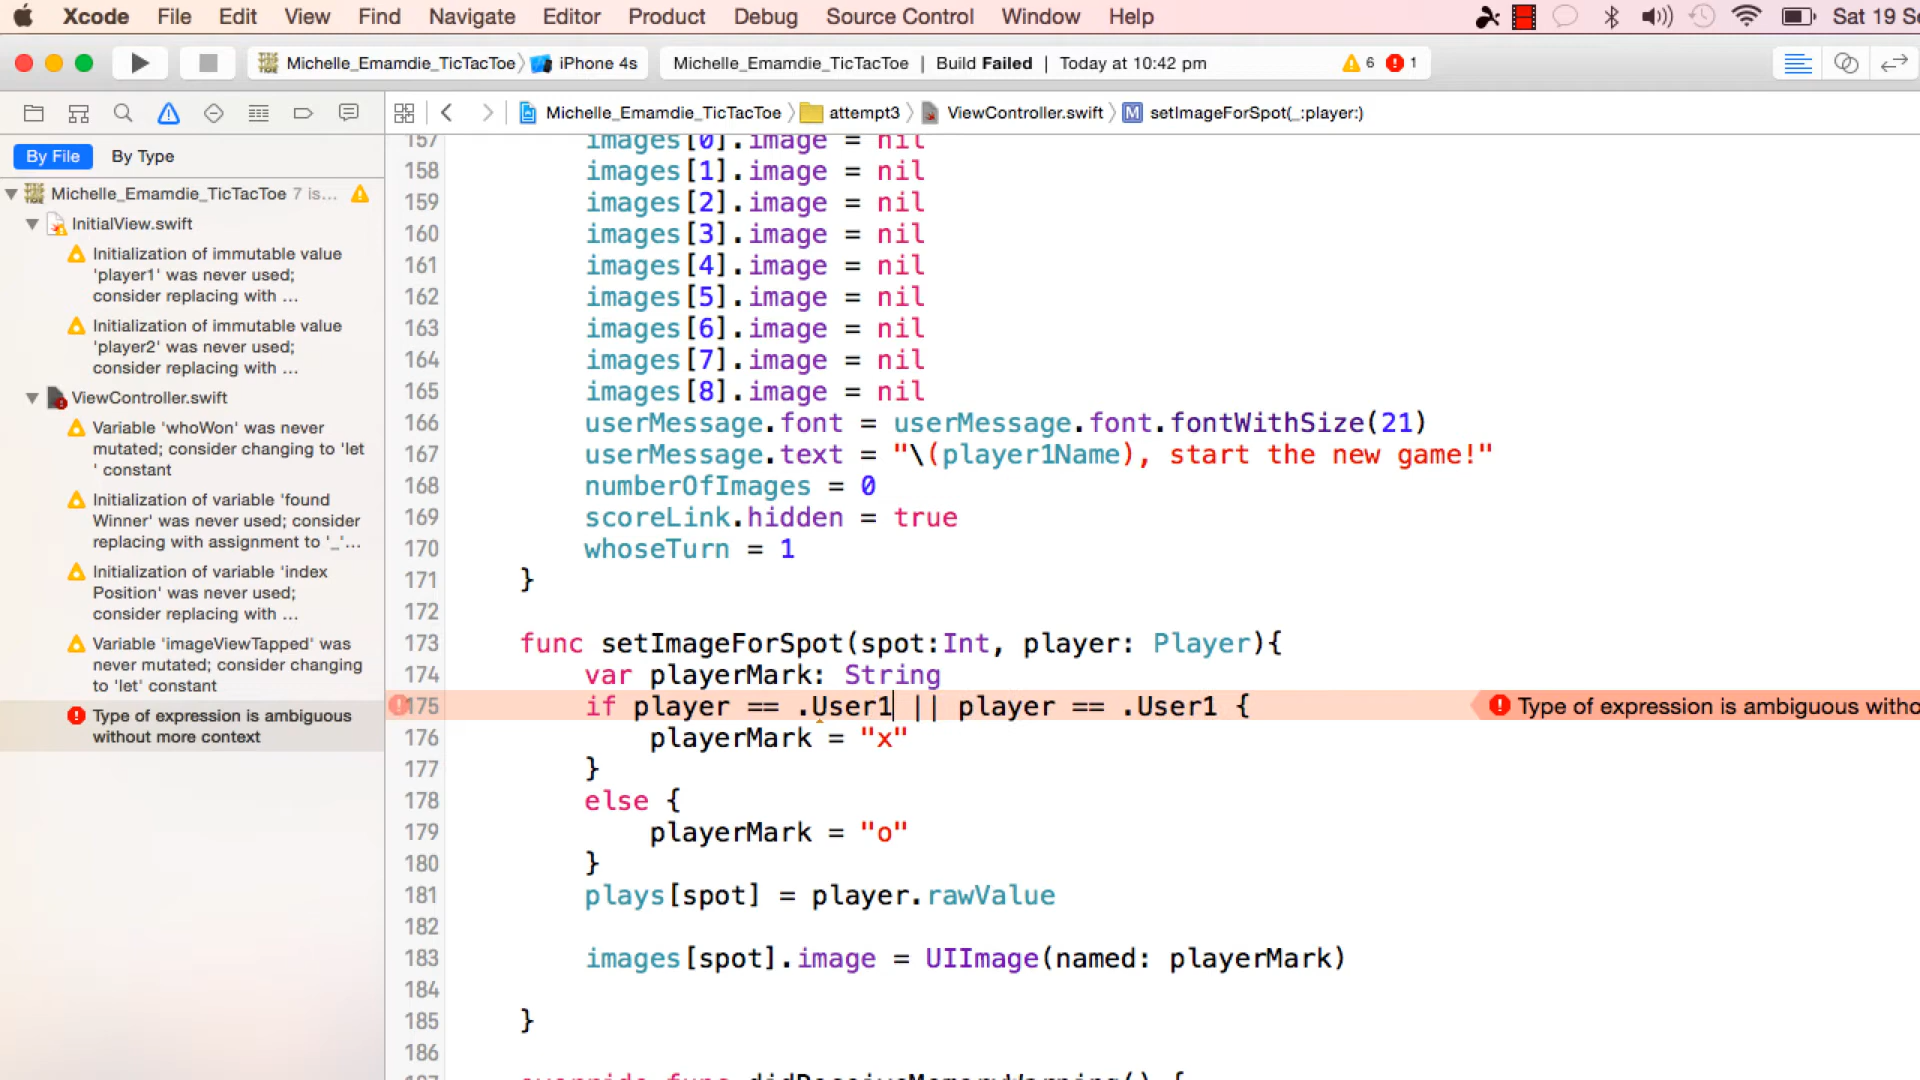 Xcode File Edit View Find Navigate Editor Product Debug Source Control Window Help Sat 19 Se
Michelle_Emamdie_TicTacToe iPhone 4s Michelle_Emamdie_TicTacToe | Build Failed | Today at 10:42 pm 6 1
Michelle_Emamdie_TicTacToe attempt3 ViewController.swift M setImageForSpot(_:player:)
By File By Type
Michelle_Emamdie_TicTacToe 7 is...
InitialView.swift
Initialization of immutable value
'player1' was never used;
consider replacing with ...
Initialization of immutable value
'player2' was never used;
consider replacing with ...
ViewController.swift
Variable 'whoWon' was never
mutated; consider changing to 'let
' constant
Initialization of variable 'found
Winner' was never used; consider
replacing with assignment to '_'...
Initialization of variable 'index
Position' was never used;
consider replacing with ...
Variable 'imageViewTapped' was
never mutated; consider changing
to 'let' constant
Type of expression is ambiguous
without more context
157 images[0].image = nil
158 images[1].image = nil
159 images[2].image = nil
160 images[3].image = nil
161 images[4].image = nil
162 images[5].image = nil
163 images[6].image = nil
164 images[7].image = nil
165 images[8].image = nil
166 userMessage.font = userMessage.font.fontWithSize(21)
167 userMessage.text = "\(player1Name), start the new game!"
168 numberOfImages = 0
169 scoreLink.hidden = true
170 whoseTurn = 1
171 }
172
173 func setImageForSpot(spot:Int, player: Player){
174 var playerMark: String
175 if player == .User1 || player == .User1 { Type of expression is ambiguous witho
176 playerMark = "x"
177 }
178 else {
179 playerMark = "o"
180 }
181 plays[spot] = player.rawValue
182
183 images[spot].image = UIImage(named: playerMark)
184
185 }
186
override func didReceiveMemoryWarning() {